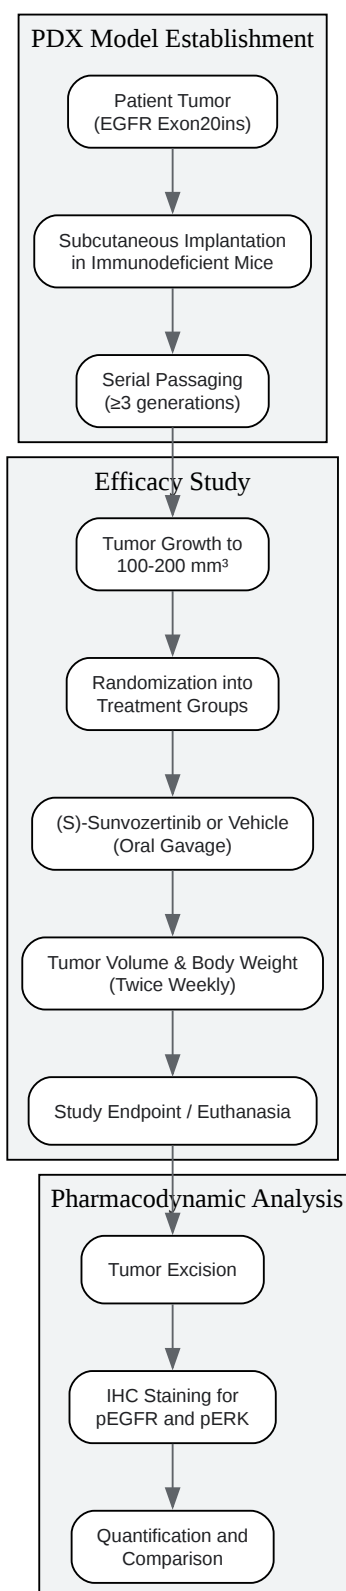 PDX Model Establishment
Patient Tumor
(EGFR Exon20ins)
Subcutaneous Implantation
in Immunodeficient Mice
Serial Passaging
(≥3 generations)
Efficacy Study
Tumor Growth to
100-200 mm³
Randomization into
Treatment Groups
(S)-Sunvozertinib or Vehicle
(Oral Gavage)
Tumor Volume & Body Weight
(Twice Weekly)
Study Endpoint / Euthanasia
Pharmacodynamic Analysis
Tumor Excision
IHC Staining for
pEGFR and pERK
Quantification and
Comparison